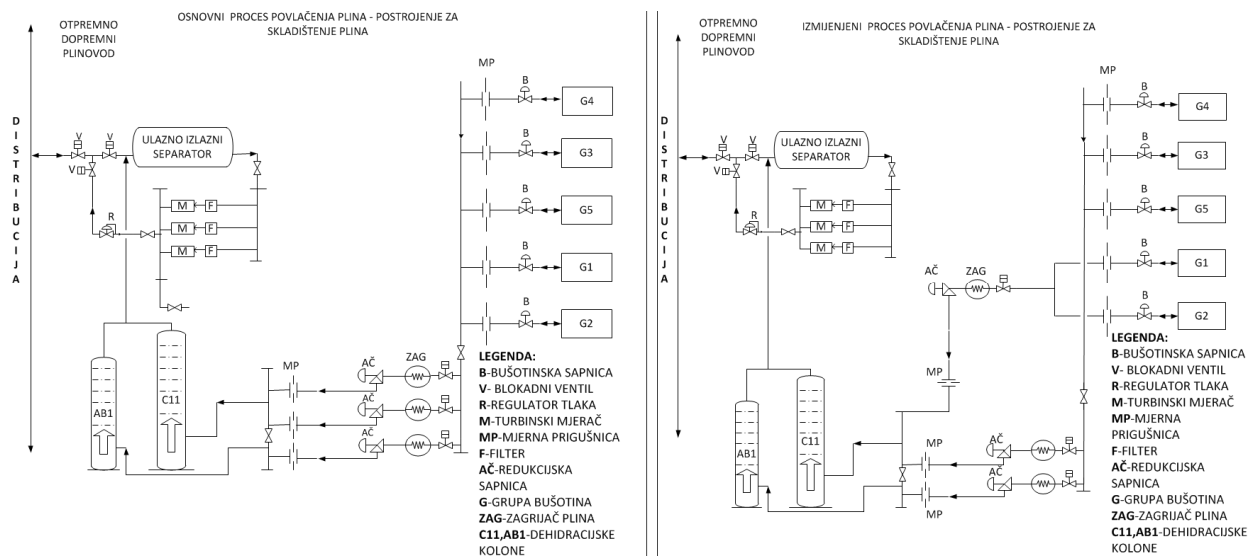 OSNOVNI PROCES POVLAČENJA PLINA - POSTROJENJE ZA
SKLADIŠTENJE PLINA
OTPREMNO
DOPREMNI
PLINOVOD
DISTRIBUCIJA
V
V
V
ULAZNO IZLAZNI
SEPARATOR
R
M
F
M
F
M
F
MP
B
G4
B
G3
B
G5
B
G1
B
G2
AB1
C11
MP
AČ
ZAG
AČ
AČ
LEGENDA:
B-BUŠOTINSKA SAPNICA
V- BLOKADNI VENTIL
R-REGULATOR TLAKA
M-TURBINSKI MJERAČ
MP-MJERNA PRIGUŠNICA
F-FILTER
AČ-REDUKCIJSKA
SAPNICA
G-GRUPA BUŠOTINA
ZAG-ZAGRIJAČ PLINA
C11,AB1-DEHIDRACIJSKE
KOLONE
IZMIJENJENI PROCES POVLAČENJA PLINA - POSTROJENJE ZA
SKLADIŠTENJE PLINA
OTPREMNO
DOPREMNI
PLINOVOD
DISTRIBUCIJA
V
V
V
ULAZNO IZLAZNI
SEPARATOR
R
M
F
M
F
M
F
MP
B
G4
B
G3
B
G5
B
G1
B
G2
AČ
ZAG
MP
AB1
C11
MP
AČ
AČ
MP
LEGENDA:
B-BUŠOTINSKA SAPNICA
V- BLOKADNI VENTIL
R-REGULATOR TLAKA
M-TURBINSKI MJERAČ
MP-MJERNA
PRIGUŠNICA
F-FILTER
AČ-REDUKCIJSKA
SAPNICA
G-GRUPA BUŠOTINA
ZAG-ZAGRIJAČ PLINA
C11,AB1-DEHIDRACIJSKE
KOLONE